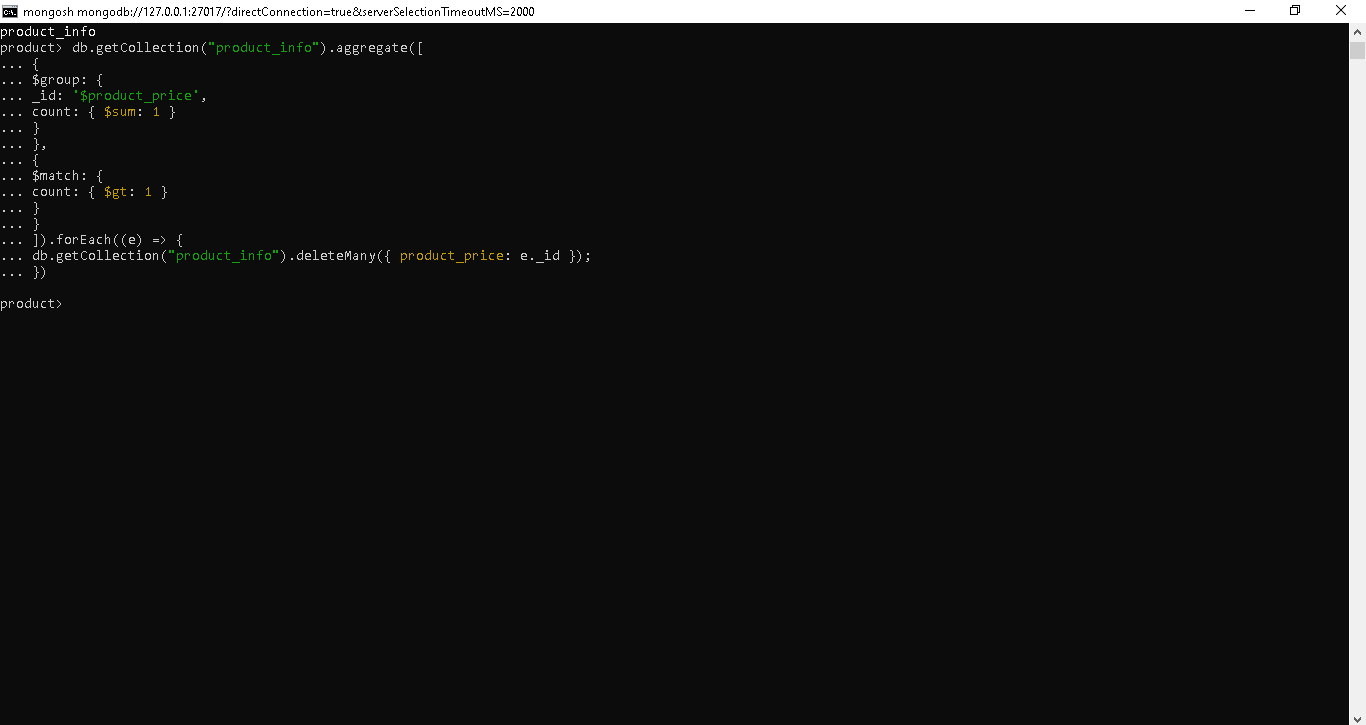 mongosh mongodb://127.0.0.1:27017/?directConnection=true&serverSelectionTimeoutMS=2000
product_info
product> db.getCollection("product_info").aggregate([
... {
... $group: {
... _id: '$product_price',
... count: { $sum: 1 }
... }
... },
... {
... $match: {
... count: { $gt: 1 }
... }
... }
... ]).forEach((e) => {
... db.getCollection("product_info").deleteMany({ product_price: e._id });
... })
product>